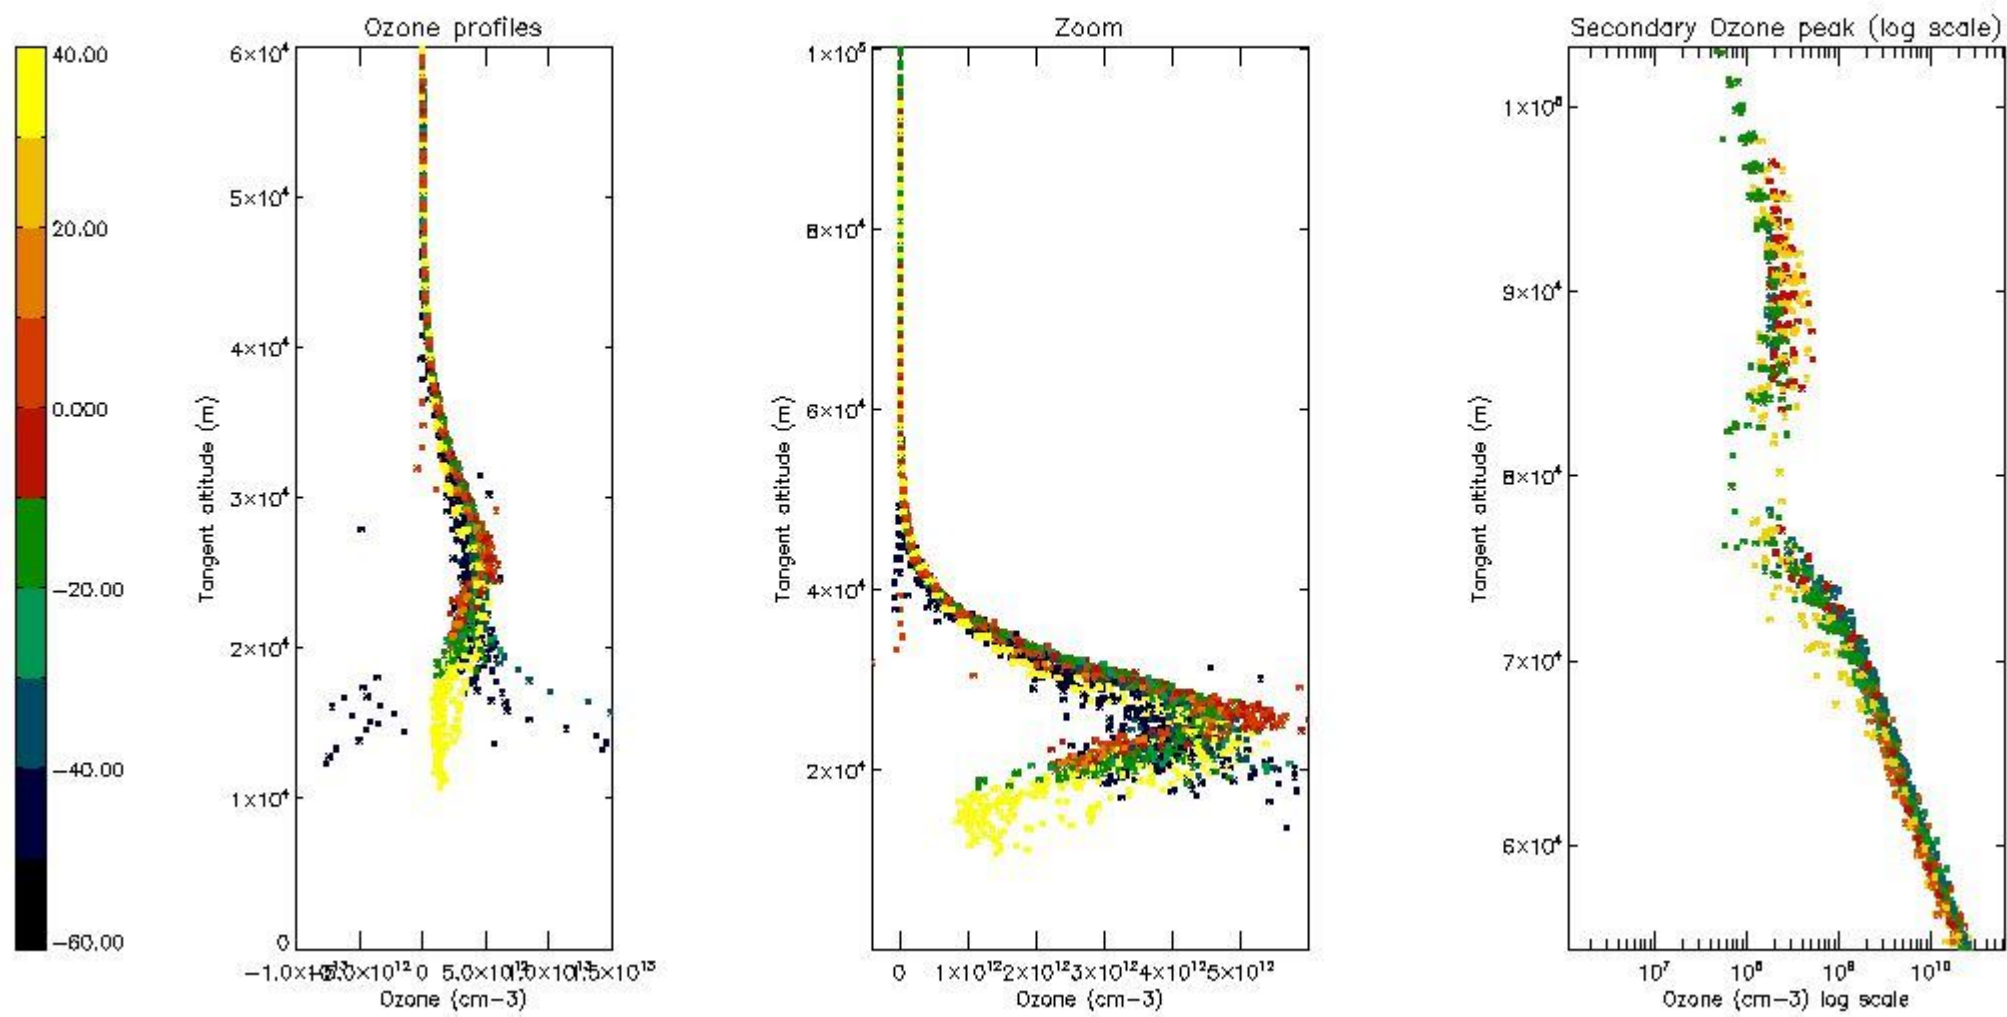 Ozone profiles
Zoom
Secondary Ozone peak (log scale)
40.00
20.00
0.000
−20.00
−40.00
−60.00
6×10⁴
5×10⁴
4×10⁴
3×10⁴
2×10⁴
1×10⁴
0
Tangent altitude (m)
0
Ozone (cm−3)
1×10⁵
8×10⁴
6×10⁴
4×10⁴
2×10⁴
Tangent altitude (m)
0 1×10¹² 2×10¹² 3×10¹² 4×10¹² 5×10¹²
Ozone (cm−3)
9×10⁴
8×10⁴
7×10⁴
6×10⁴
Tangent altitude (m)
10⁷ 10⁸ 10⁹ 10¹⁰
Ozone (cm−3) log scale